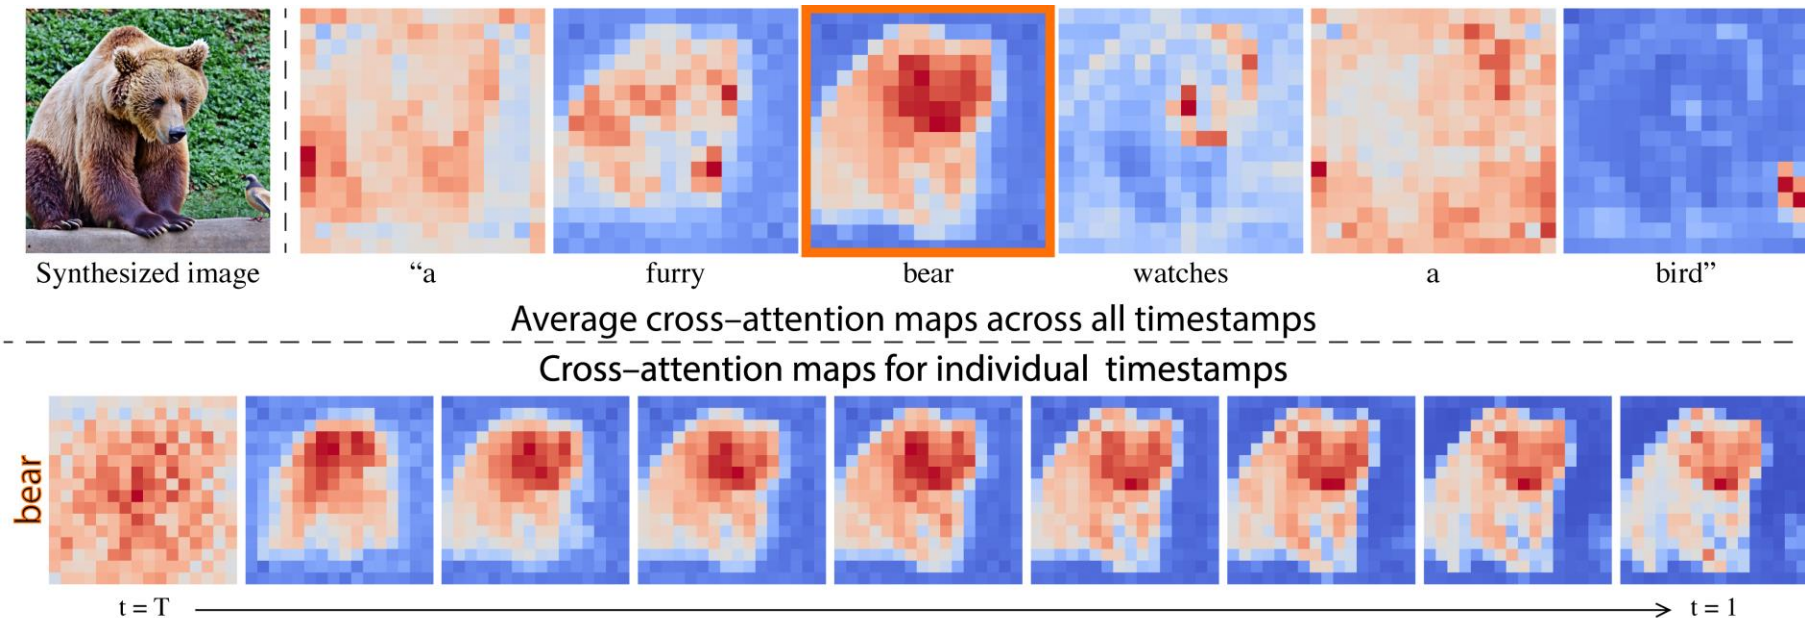 Synthesized image “a furry bear watches a bird”
Average cross–attention maps across all timestamps
Cross–attention maps for individual timestamps
bear
t = T t = 1